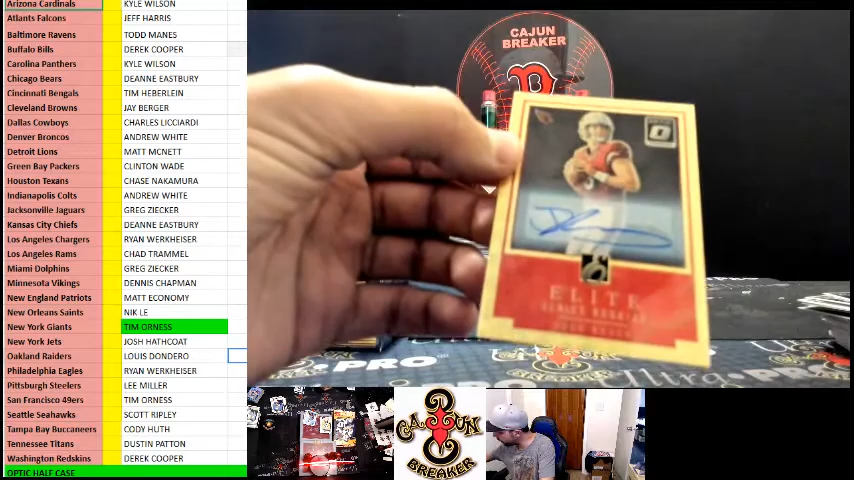 Arizona Cardinals KYLE WILSON
Atlants Falcons JEFF HARRIS
Baltimore Ravens TODD MANES
Buffalo Bills DEREK COOPER
Carolina Panthers KYLE WILSON
Chicago Bears DEANNE EASTBURY
Cincinnati Bengals TIM HEBERLEIN
Cleveland Browns JAY BERGER
Dallas Cowboys CHARLES LICCIARDI
Denver Broncos ANDREW WHITE
Detroit Lions MATT MCNETT
Green Bay Packers CLINTON WADE
Houston Texans CHASE NAKAMURA
Indianapolis Colts ANDREW WHITE
Jacksonville Jaguars GREG ZIECKER
Kansas City Chiefs DEANNE EASTBURY
Los Angeles Chargers RYAN WERKHEISER
Los Angeles Rams CHAD TRAMMEL
Miami Dolphins GREG ZIECKER
Minnesota Vikings DENNIS CHAPMAN
New England Patriots MATT ECONOMY
New Orleans Saints NIK LE
New York Giants TIM ORNESS
New York Jets JOSH HATHCOAT
Oakland Raiders LOUIS DONDERO
Philadelphia Eagles RYAN WERKHEISER
Pittsburgh Steelers LEE MILLER
San Francisco 49ers TIM ORNESS
Seattle Seahawks SCOTT RIPLEY
Tampa Bay Buccaneers CODY HUTH
Tennessee Titans DUSTIN PATTON
Washington Redskins DEREK COOPER
OPTIC HALF CASE
CAJUN
BREAKER
ELITE
PRO
Ultra PRO
CAJUN
BREAKER